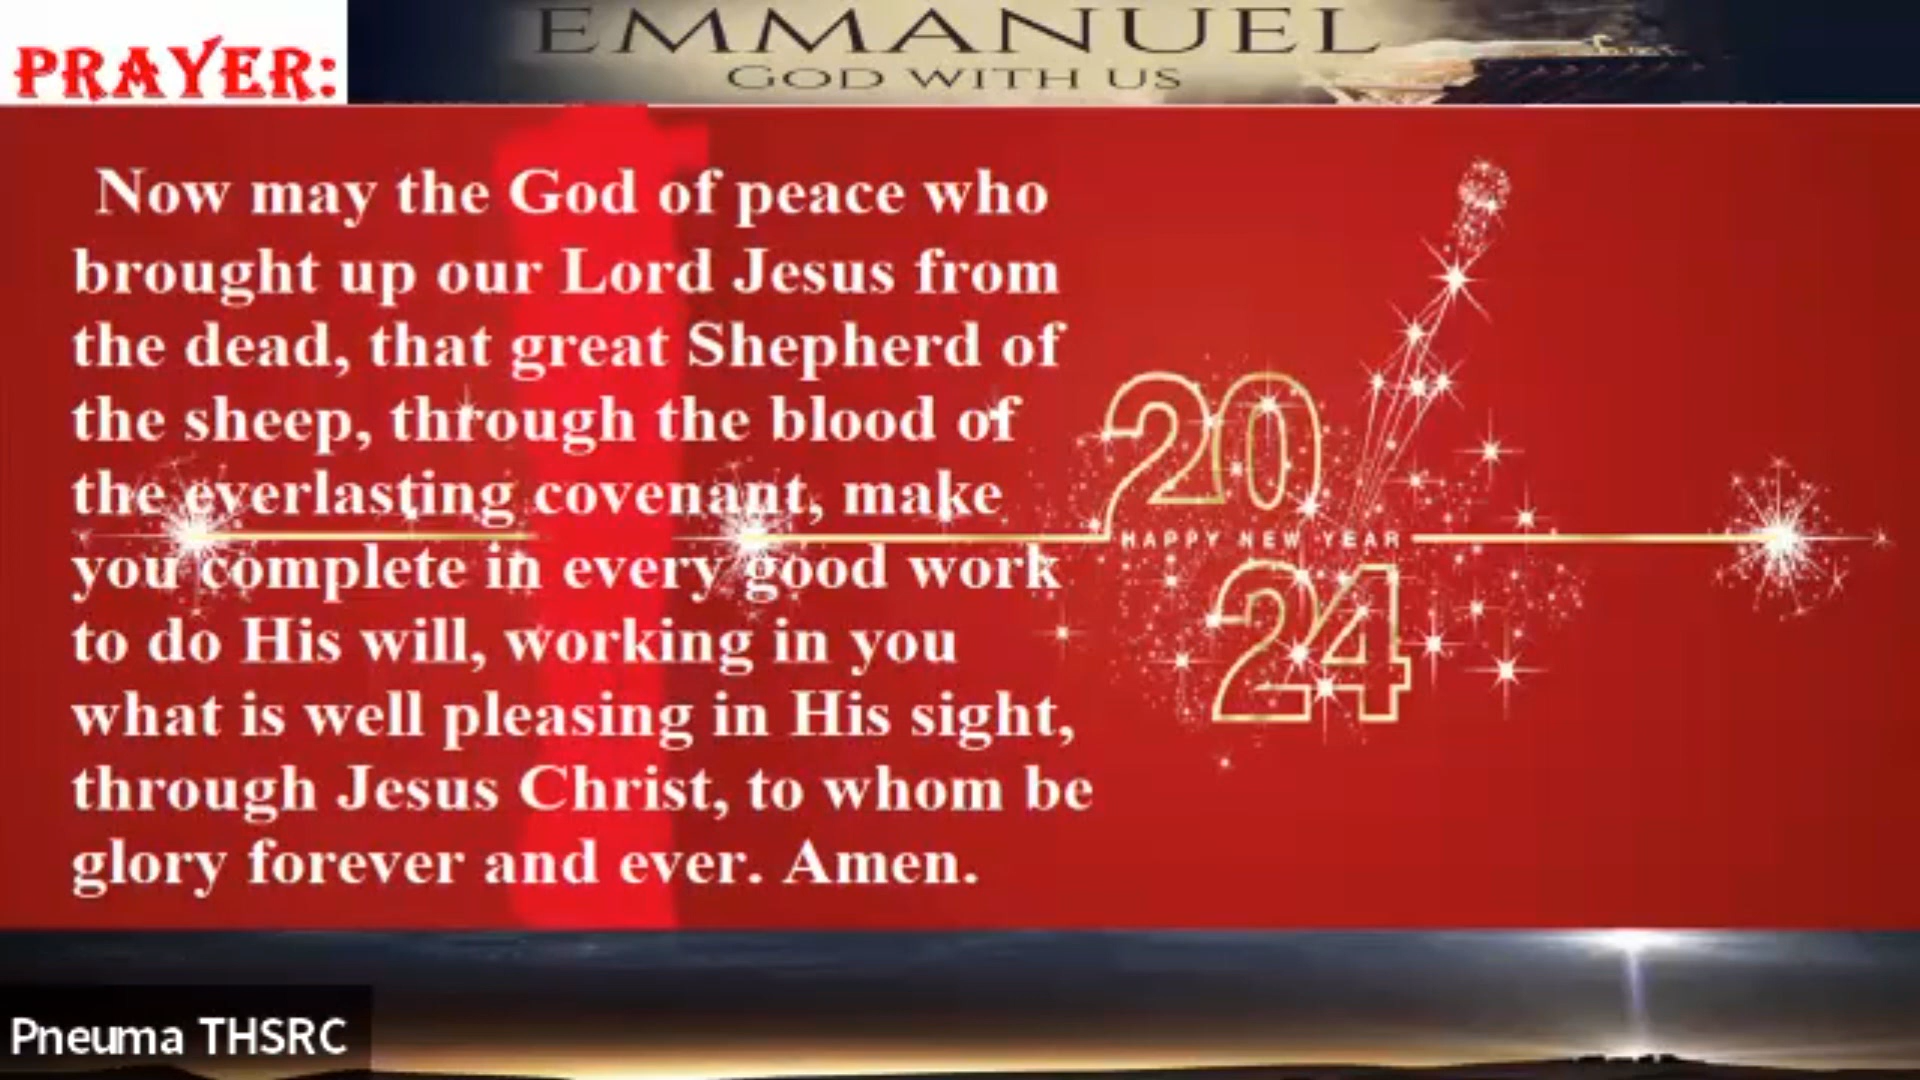 EMMANUEL
GOD WITH US
PRAYER:
Now may the God of peace who
brought up our Lord Jesus from
the dead, that great Shepherd of
the sheep, through the blood of
the everlasting covenant, make
you complete in every good work
to do His will, working in you
what is well pleasing in His sight,
through Jesus Christ, to whom be
glory forever and ever. Amen.
20
HAPPY NEW YEAR
24
Pneuma THSRC